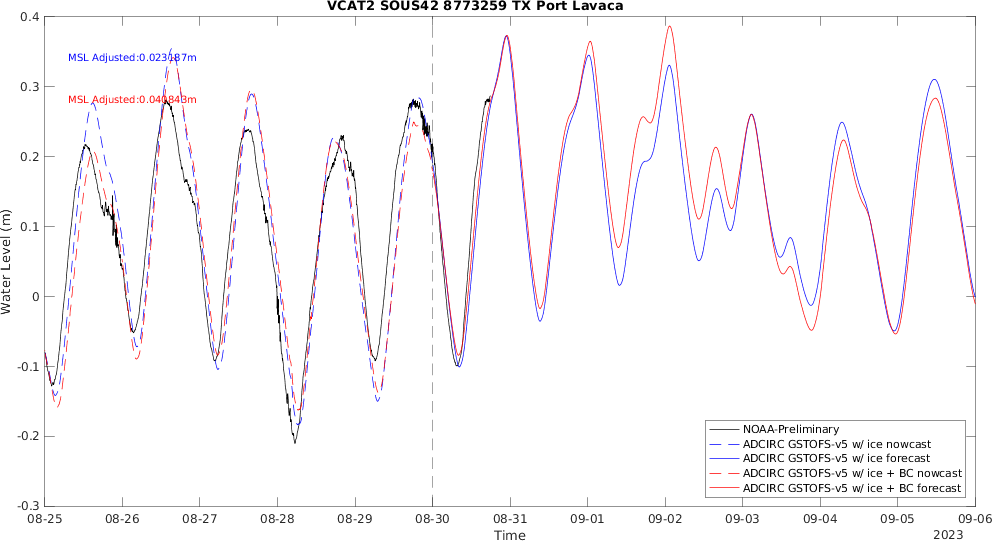 VCAT2 SOUS42 8773259 TX Port Lavaca
MSL Adjusted:0.023187m
MSL Adjusted:0.040843m
Water Level (m)
0.4
0.3
0.2
0.1
0
-0.1
-0.2
-0.3
NOAA-Preliminary
ADCIRC GSTOFS-v5 w/ ice nowcast
ADCIRC GSTOFS-v5 w/ ice forecast
ADCIRC GSTOFS-v5 w/ ice + BC nowcast
ADCIRC GSTOFS-v5 w/ ice + BC forecast
08-25 08-26 08-27 08-28 08-29 08-30 08-31 09-01 09-02 09-03 09-04 09-05 09-06
Time
2023